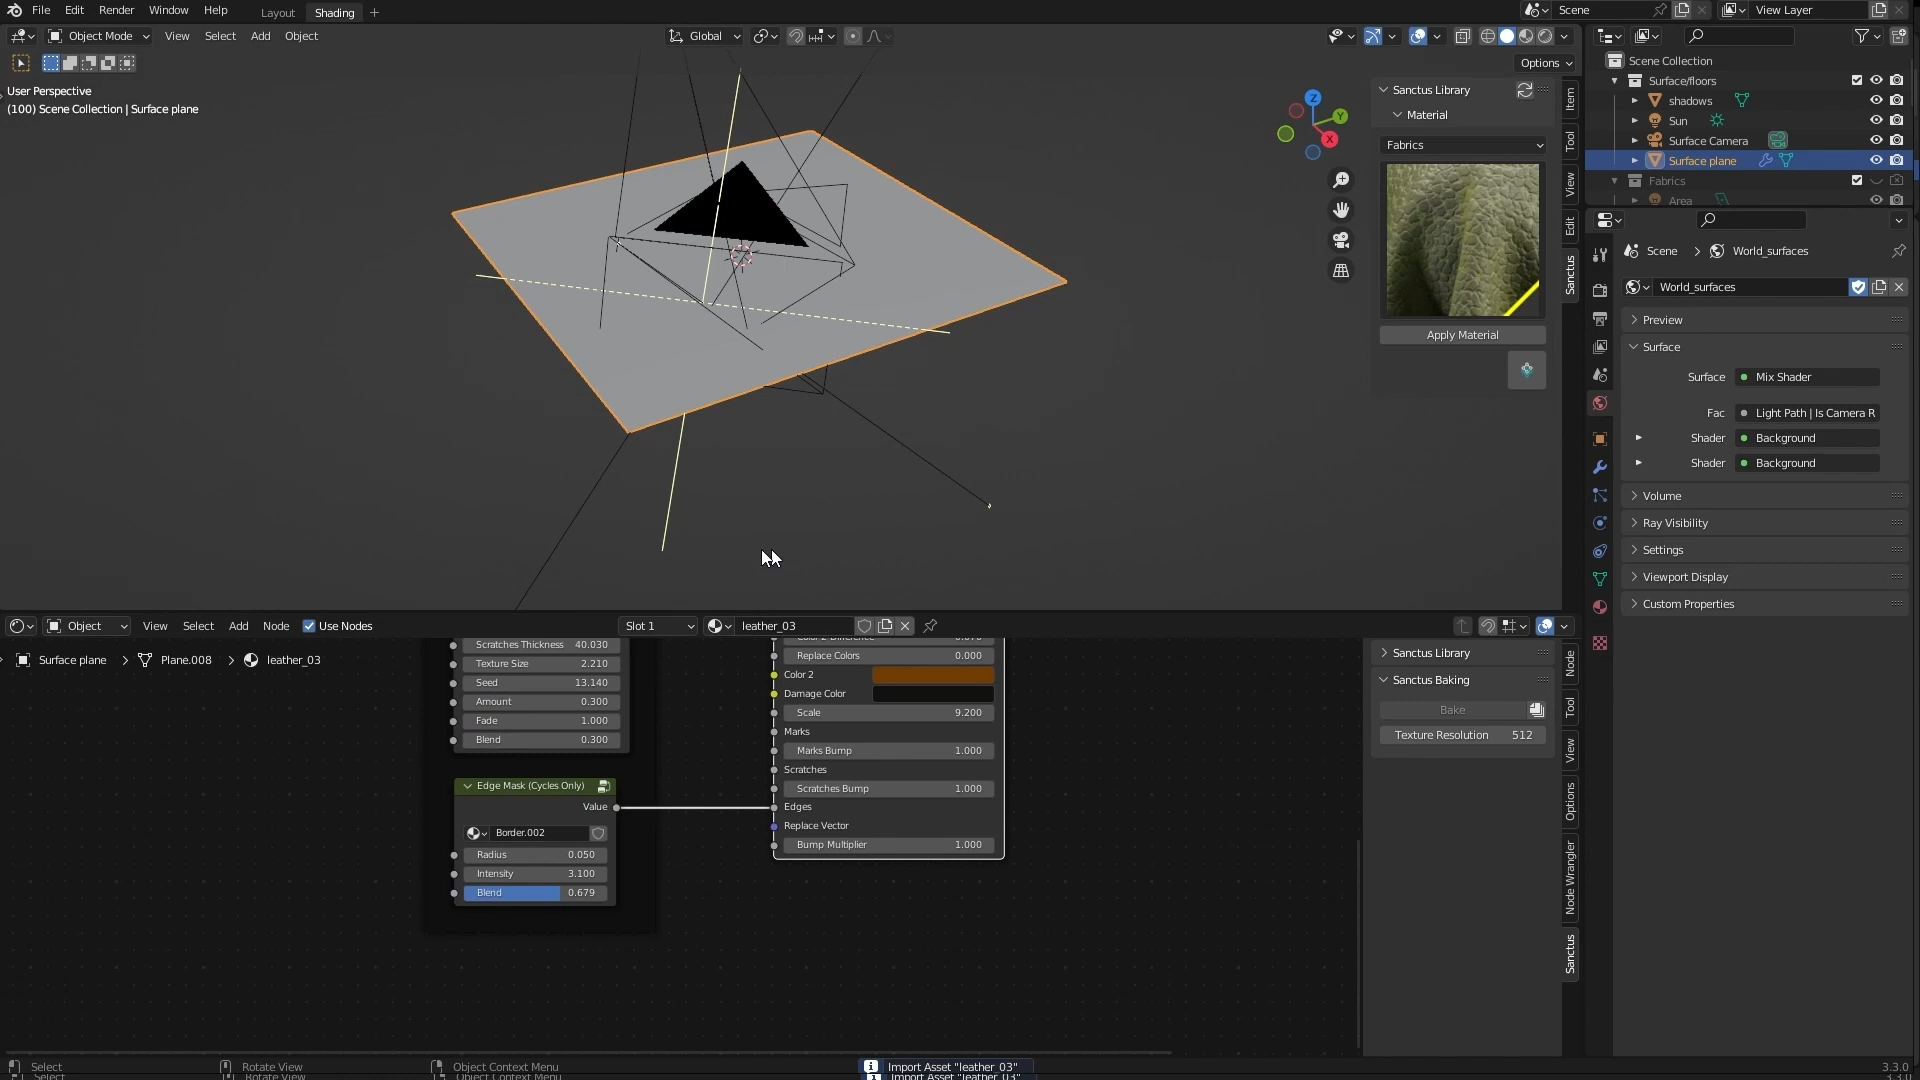 File Edit Render Window Help Layout Shading + Scene View Layer
Object Mode View Select Add Object Global
Options
User Perspective
(100) Scene Collection | Surface plane
Sanctus Library
Material
Fabrics
Apply Material
Item
Tool
View
Edit
Sanctus
Scene Collection
Surface/floors
shadows
Sun
Surface Camera
Surface plane
Fabrics
Area
Scene > World_surfaces
World_surfaces
Preview
Surface
Surface Mix Shader
Fac Light Path | Is Camera R
Shader Background
Shader Background
Volume
Ray Visibility
Settings
Viewport Display
Custom Properties
Object View Select Add Node Use Nodes Slot 1 leather_03
Surface plane > Plane.008 > leather_03
Scratches Thickness 40.030
Texture Size 2.210
Seed 13.140
Amount 0.300
Fade 1.000
Blend 0.300
Edge Mask (Cycles Only)
Value
Border.002
Radius 0.050
Intensity 3.100
Blend 0.679
Replace Colors 0.000
Color 2
Damage Color
Scale 9.200
Marks
Marks Bump 1.000
Scratches
Scratches Bump 1.000
Edges
Replace Vector
Bump Multiplier 1.000
Sanctus Library
Sanctus Baking
Bake
Texture Resolution 512
Node
Tool
View
Options
Node Wrangler
Sanctus
Select Rotate View Object Context Menu Import Asset "leather_03" 3.3.0